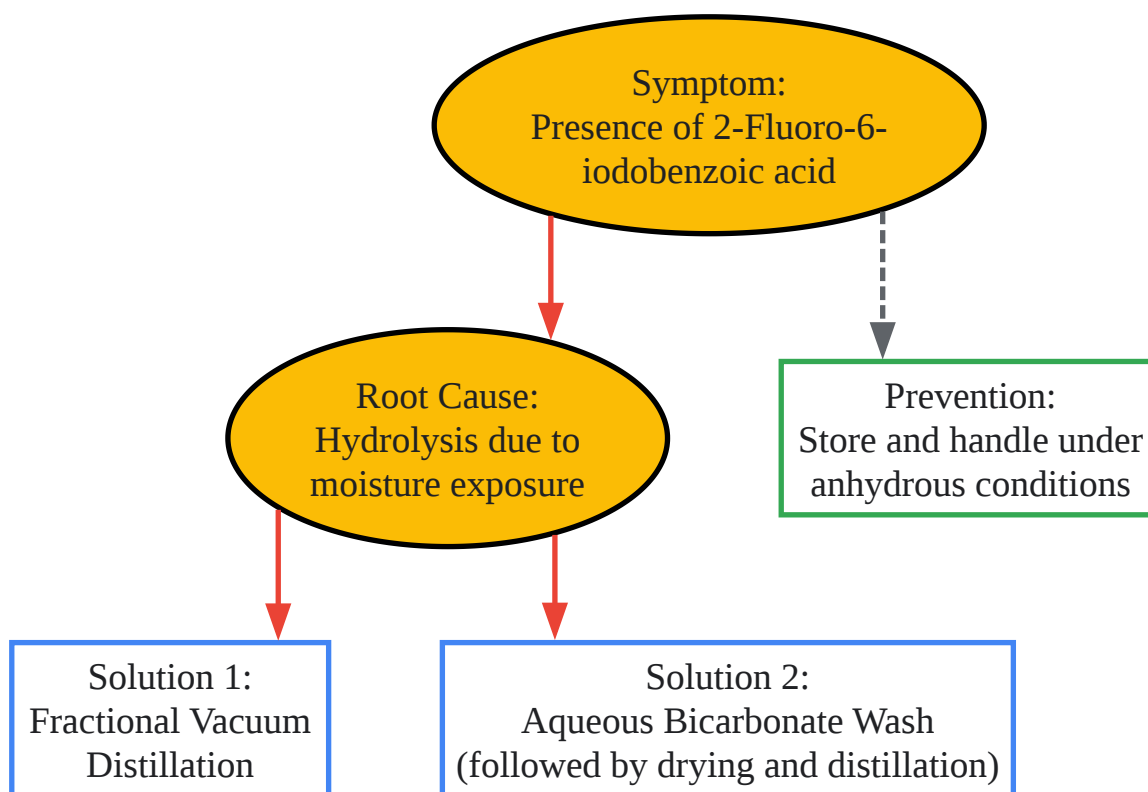 Symptom:
Presence of 2-Fluoro-6-
iodobenzoic acid
Root Cause:
Hydrolysis due to
moisture exposure
Prevention:
Store and handle under
anhydrous conditions
Solution 1:
Fractional Vacuum
Distillation
Solution 2:
Aqueous Bicarbonate Wash
(followed by drying and distillation)